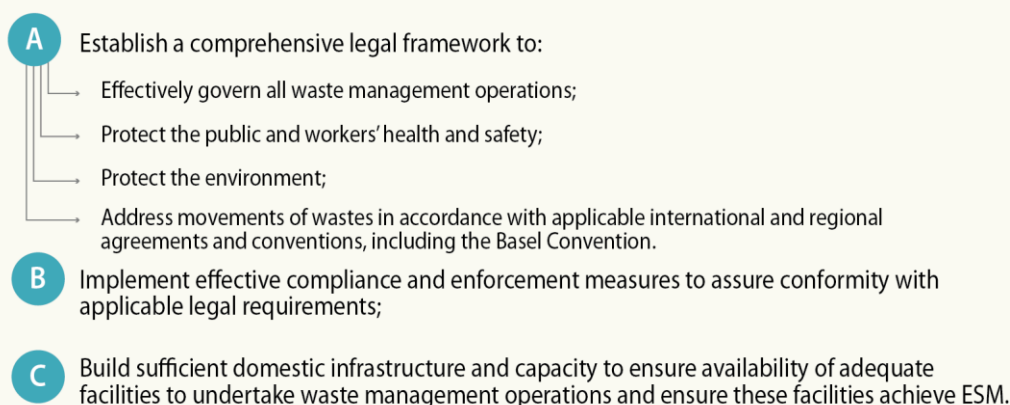 A
Establish a comprehensive legal framework to:
Effectively govern all waste management operations;
Protect the public and workers' health and safety;
Protect the environment;
Address movements of wastes in accordance with applicable international and regional
agreements and conventions, including the Basel Convention.
B
Implement effective compliance and enforcement measures to assure conformity with
applicable legal requirements;
C
Build sufficient domestic infrastructure and capacity to ensure availability of adequate
facilities to undertake waste management operations and ensure these facilities achieve ESM.